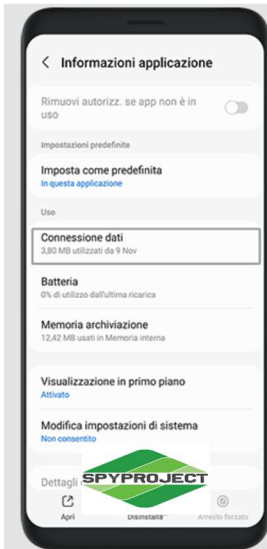 Informazioni applicazione
Rimuovi autorizz. se app non è in
uso
Impostazioni predefinite
Imposta come predefinita
In questa applicazione
Uso
Connessione dati
3,80 MB utilizzati da 9 Nov
Batteria
0% di utilizzo dall'ultima ricarica
Memoria archiviazione
12,42 MB usati in Memoria interna
Visualizzazione in primo piano
Attivato
Modifica impostazioni di sistema
Non consentito
SPYPROJECT
Dettagli
Apri
Disinstalla
Arresto forzato